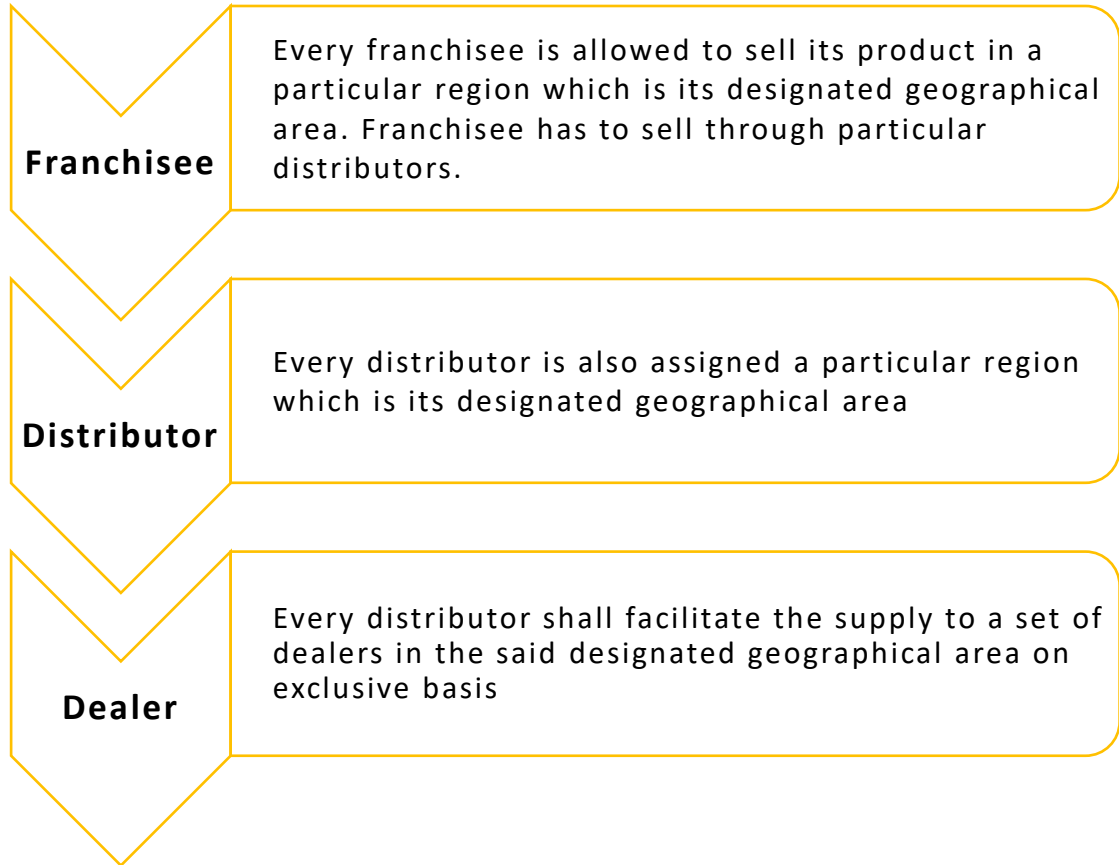 Franchisee
Every franchisee is allowed to sell its product in a
particular region which is its designated geographical
area. Franchisee has to sell through particular
distributors.
Distributor
Every distributor is also assigned a particular region
which is its designated geographical area
Dealer
Every distributor shall facilitate the supply to a set of
dealers in the said designated geographical area on
exclusive basis